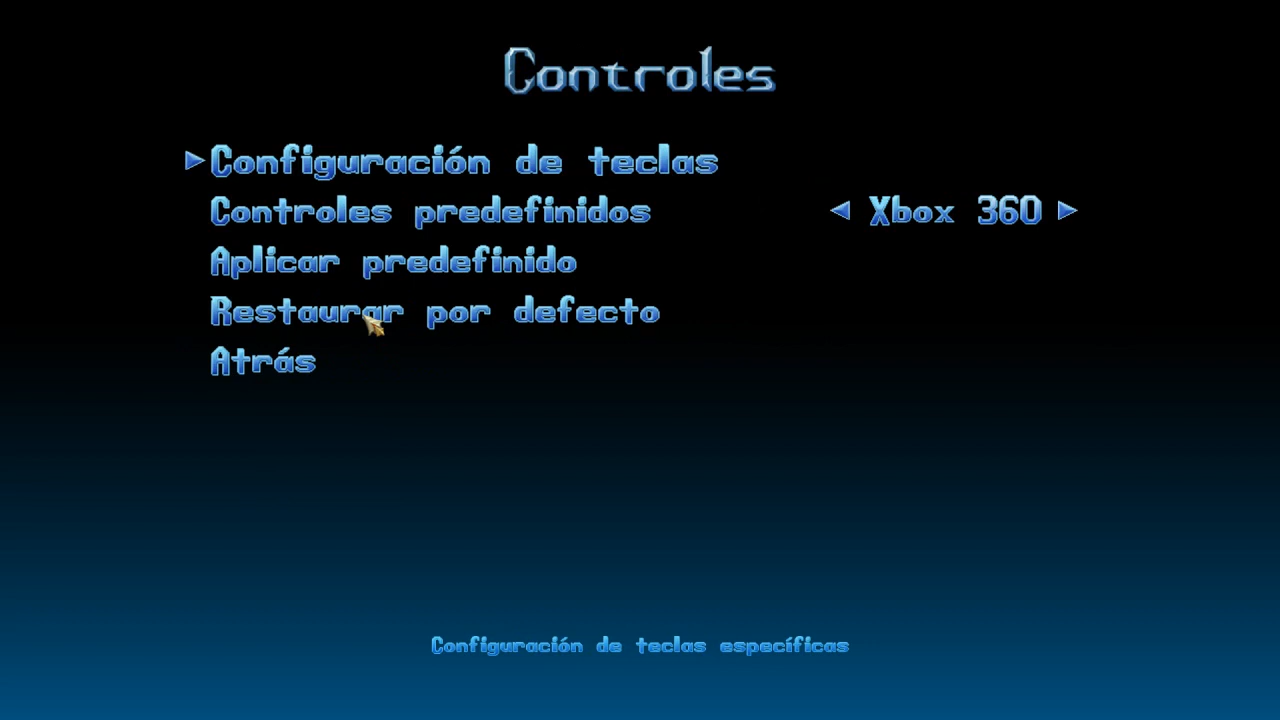 Controles
Configuración de teclas
Controles predefinidos Xbox 360
Aplicar predefinido
Restaurar por defecto
Atrás
Configuración de teclas específicas